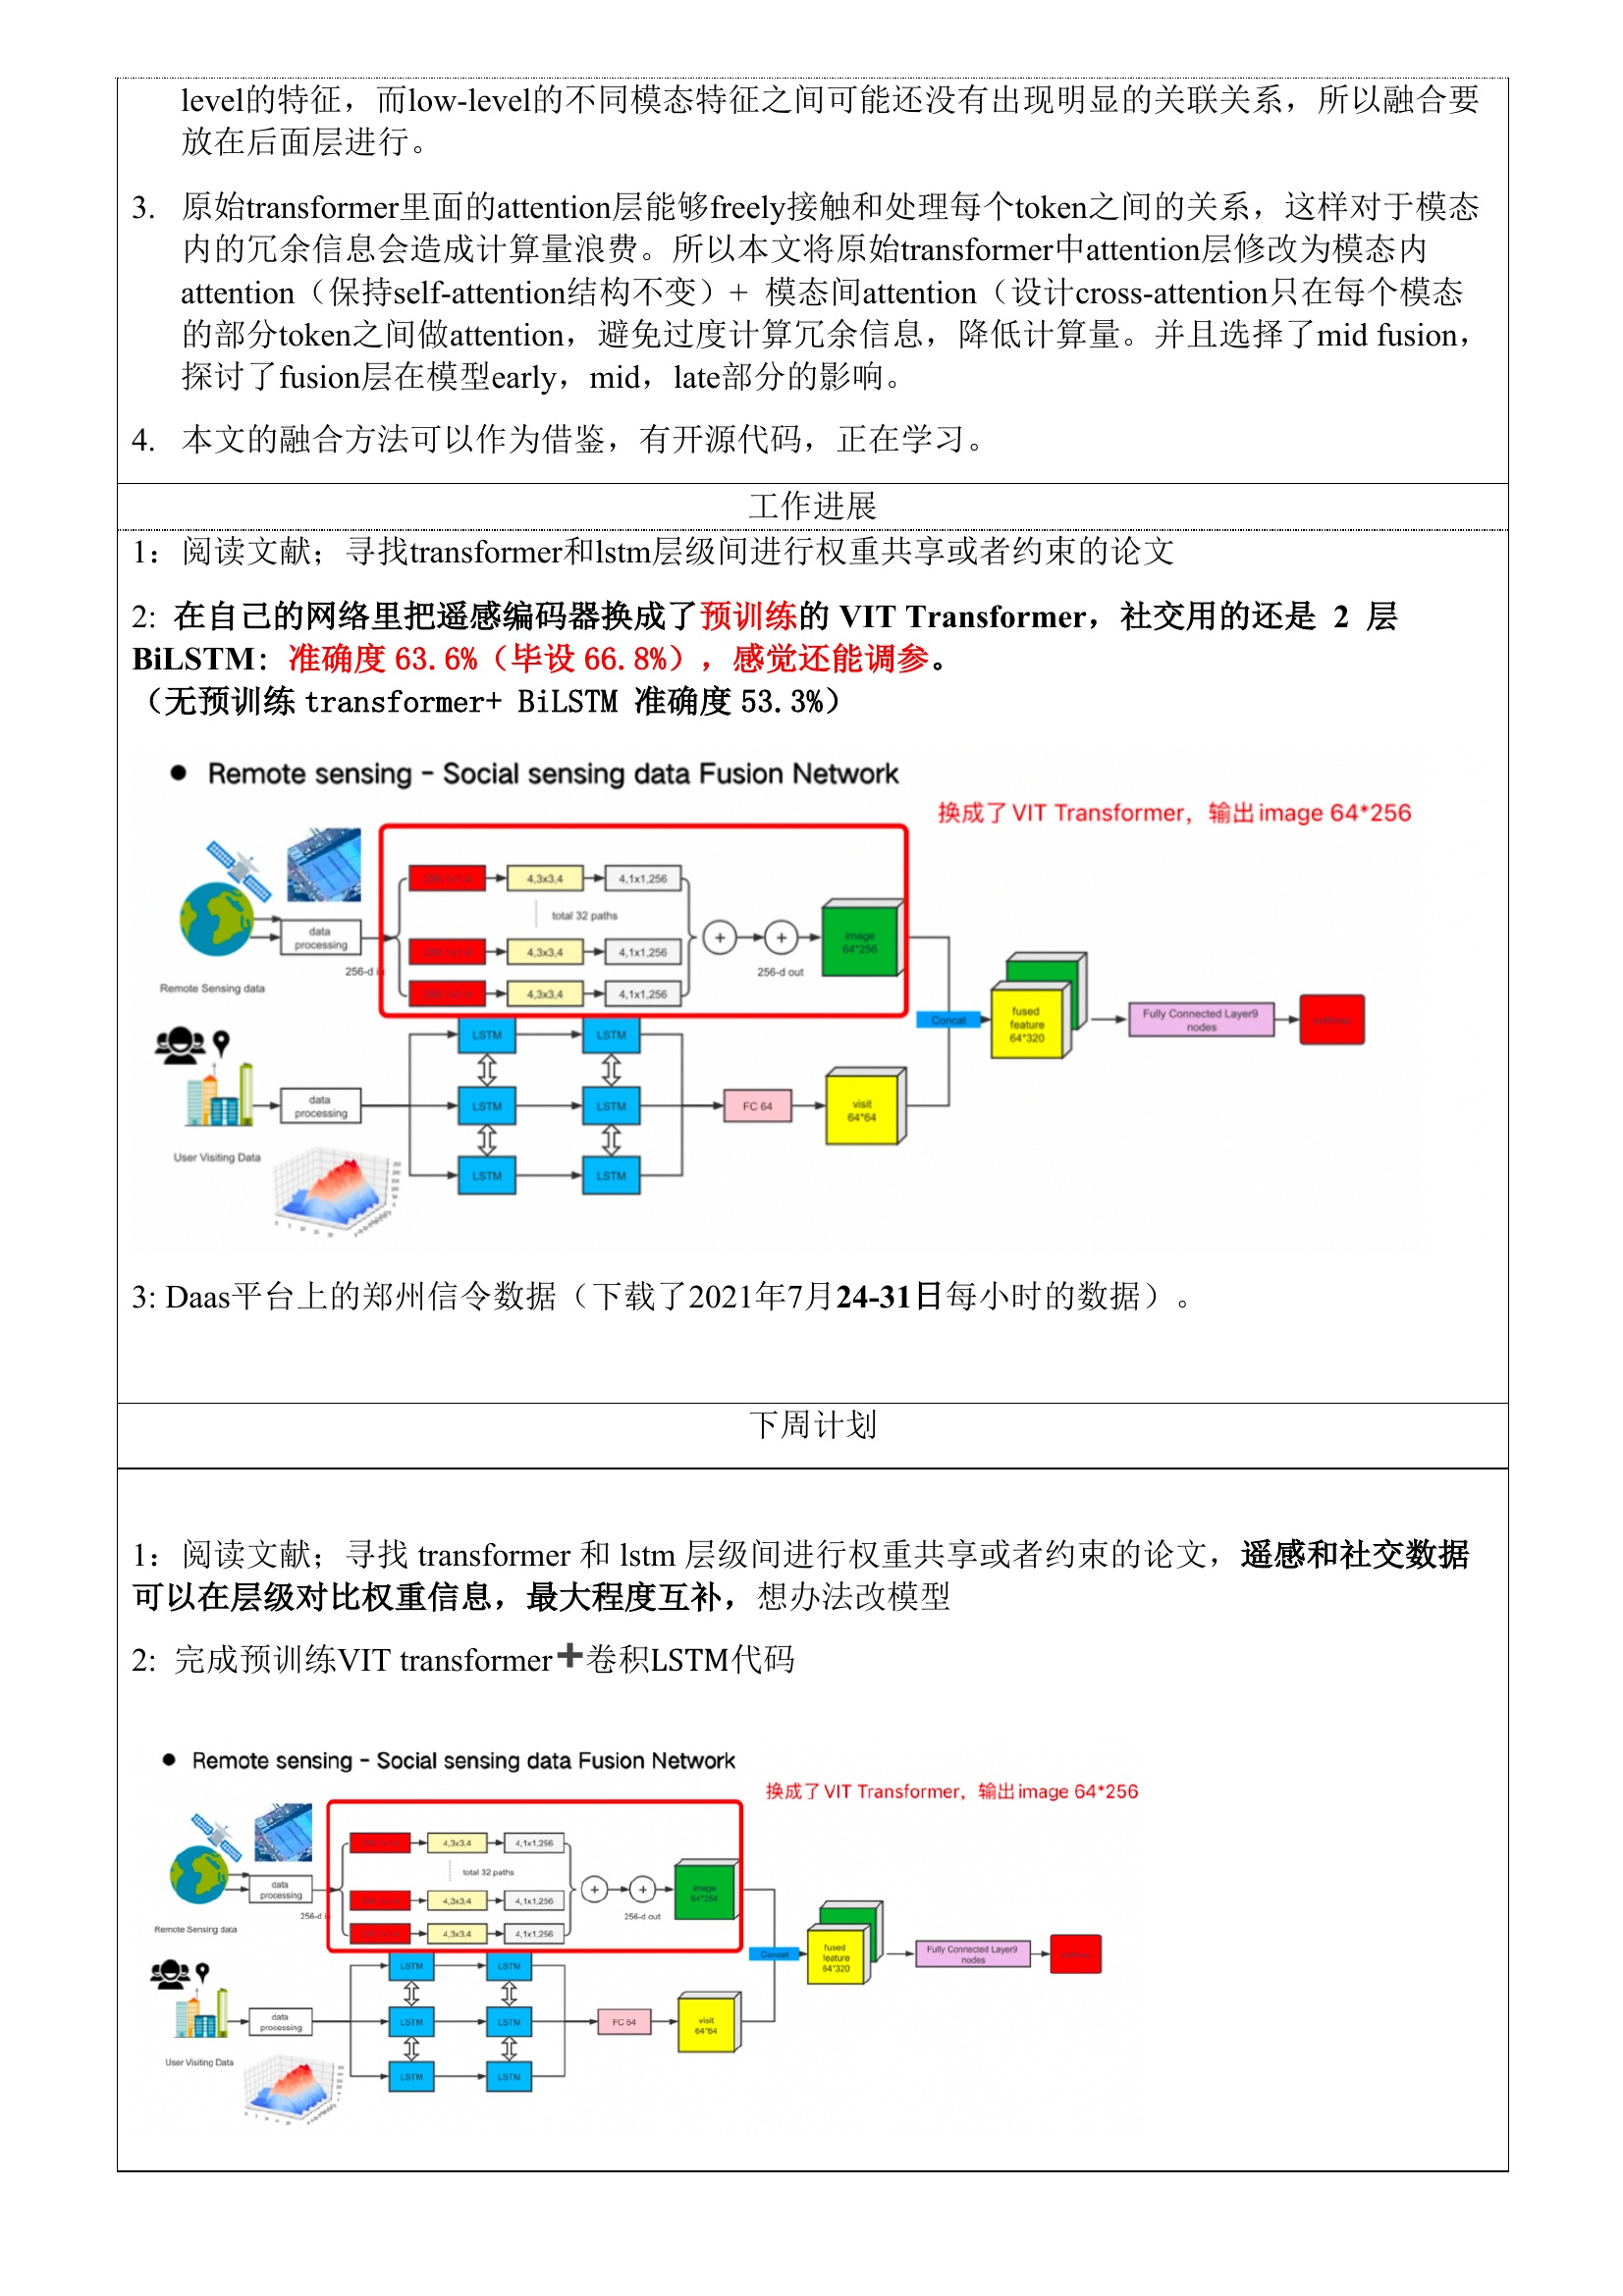 level的特征，而low-level的不同模态特征之间可能还没有出现明显的关联关系，所以融合要
放在后面层进行。
3. 原始transformer里面的attention层能够freely接触和处理每个token之间的关系，这样对于模态
内的冗余信息会造成计算量浪费。所以本文将原始transformer中attention层修改为模态内
attention（保持self-attention结构不变）+ 模态间attention（设计cross-attention只在每个模态
的部分token之间做attention，避免过度计算冗余信息，降低计算量。并且选择了mid fusion，
探讨了fusion层在模型early，mid，late部分的影响。
4. 本文的融合方法可以作为借鉴，有开源代码，正在学习。
工作进展
1：阅读文献；寻找transformer和lstm层级间进行权重共享或者约束的论文
2: 在自己的网络里把遥感编码器换成了预训练的 VIT Transformer，社交用的还是 2 层
BiLSTM：准确度 63.6%（毕设 66.8%），感觉还能调参。
（无预训练 transformer+ BiLSTM 准确度 53.3%）
● Remote sensing - Social sensing data Fusion Network
换成了 VIT Transformer，输出 image 64*256
4,3x3,4
4,1x1,256
total 32 paths
data
processing
4,3x3,4
4,1x1,256
image
64*256
256-d
256-d out
Remote Sensing data
4,3x3,4
4,1x1,256
fused
feature
64*320
Concat
Fully Connected Layer9
nodes
LSTM
LSTM
data
processing
LSTM
LSTM
FC 64
visit
64*64
User Visiting Data
LSTM
LSTM
3: Daas平台上的郑州信令数据（下载了2021年7月24-31日每小时的数据）。
下周计划
1：阅读文献；寻找 transformer 和 lstm 层级间进行权重共享或者约束的论文，遥感和社交数据
可以在层级对比权重信息，最大程度互补，想办法改模型
2: 完成预训练VIT transformer+卷积LSTM代码
● Remote sensing - Social sensing data Fusion Network
换成了 VIT Transformer，输出 image 64*256
4,3x3,4
4,1x1,256
total 32 paths
data
processing
4,3x3,4
4,1x1,256
image
64*256
256-d
256-d out
Remote Sensing data
4,3x3,4
4,1x1,256
fused
feature
64*320
Concat
Fully Connected Layer9
nodes
LSTM
LSTM
data
processing
LSTM
LSTM
FC 64
visit
64*64
User Visiting Data
LSTM
LSTM